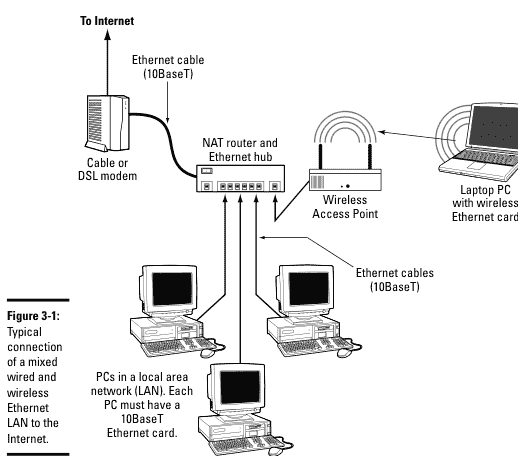 To Internet
Ethernet cable
(10BaseT)
NAT router and
Ethernet hub
Cable or
DSL modem
Wireless
Access Point
Laptop PC
with wireless
Ethernet card
Ethernet cables
(10BaseT)
PCs in a local area
network (LAN). Each
PC must have a
10BaseT
Ethernet card.
Figure 3-1:
Typical
connection
of a mixed
wired and
wireless
Ethernet
LAN to the
Internet.